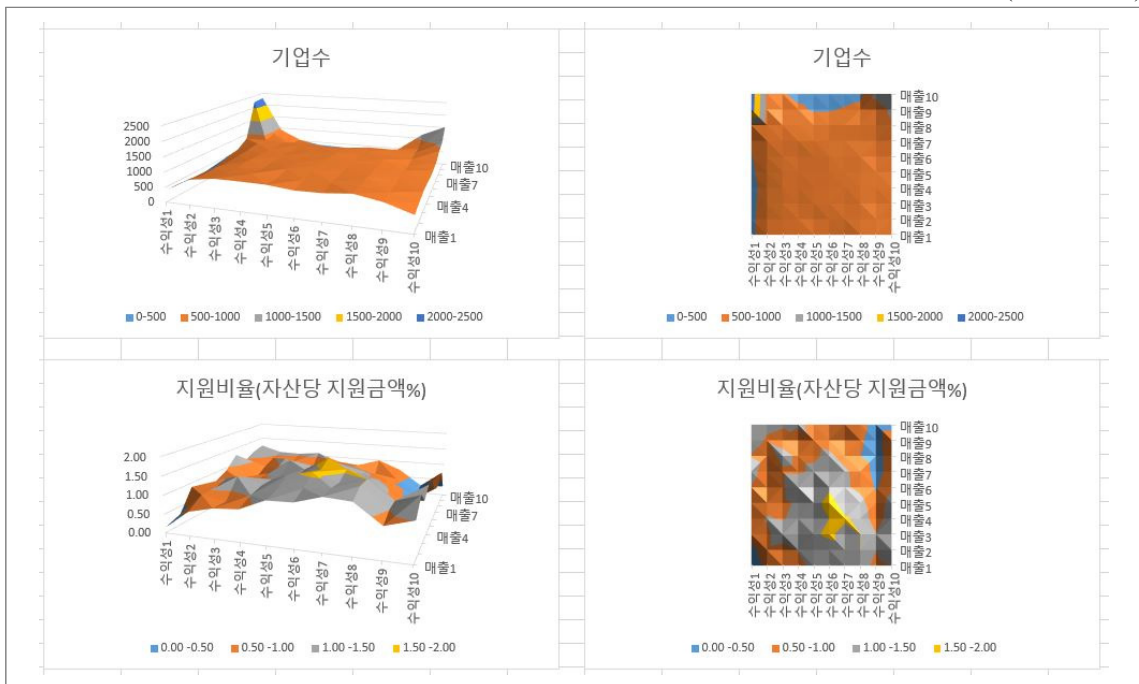 기업수
2500
2000
1500
1000
500
0
매출10
매출7
매출4
매출1
수익성1
수익성2
수익성3
수익성4
수익성5
수익성6
수익성7
수익성8
수익성9
수익성10
0-500 500-1000 1000-1500 1500-2000 2000-2500
기업수
매출10
매출9
매출8
매출7
매출6
매출5
매출4
매출3
매출2
매출1
수익성1
수익성2
수익성3
수익성4
수익성5
수익성6
수익성7
수익성8
수익성9
수익성10
0-500 500-1000 1000-1500 1500-2000 2000-2500
지원비율(자산당 지원금액%)
2.00
1.50
1.00
0.50
0.00
매출10
매출7
매출4
매출1
수익성1
수익성2
수익성3
수익성4
수익성5
수익성6
수익성7
수익성8
수익성9
수익성10
0.00 -0.50 0.50 -1.00 1.00 -1.50 1.50 -2.00
지원비율(자산당 지원금액%)
매출10
매출9
매출8
매출7
매출6
매출5
매출4
매출3
매출2
매출1
수익성1
수익성2
수익성3
수익성4
수익성5
수익성6
수익성7
수익성8
수익성9
수익성10
0.00 -0.50 0.50 -1.00 1.00 -1.50 1.50 -2.00